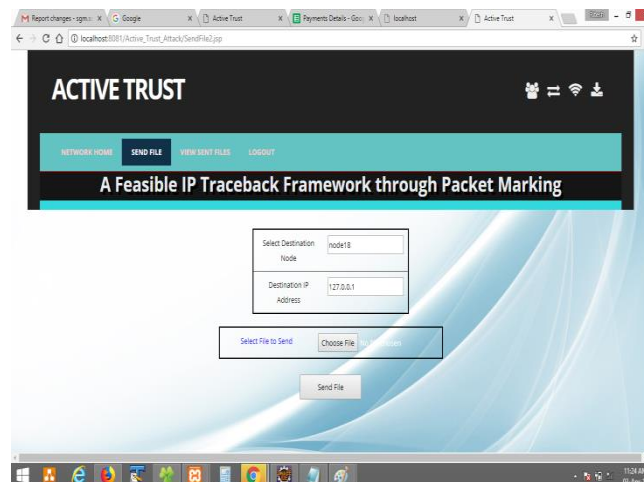 Report changes - sgm.s
Google
Active Trust
Payments Details - Goo
localhost
Active Trust
localhost:8081/Active_Trust_Attack/SendFile2.jsp
ACTIVE TRUST
NETWORK HOME SEND FILE VIEW SENT FILES LOGOUT
A Feasible IP Traceback Framework through Packet Marking
Select Destination
Node
node18
Destination IP
Address
127.0.0.1
Select File to Send
Choose File
Send File
11:24 AM